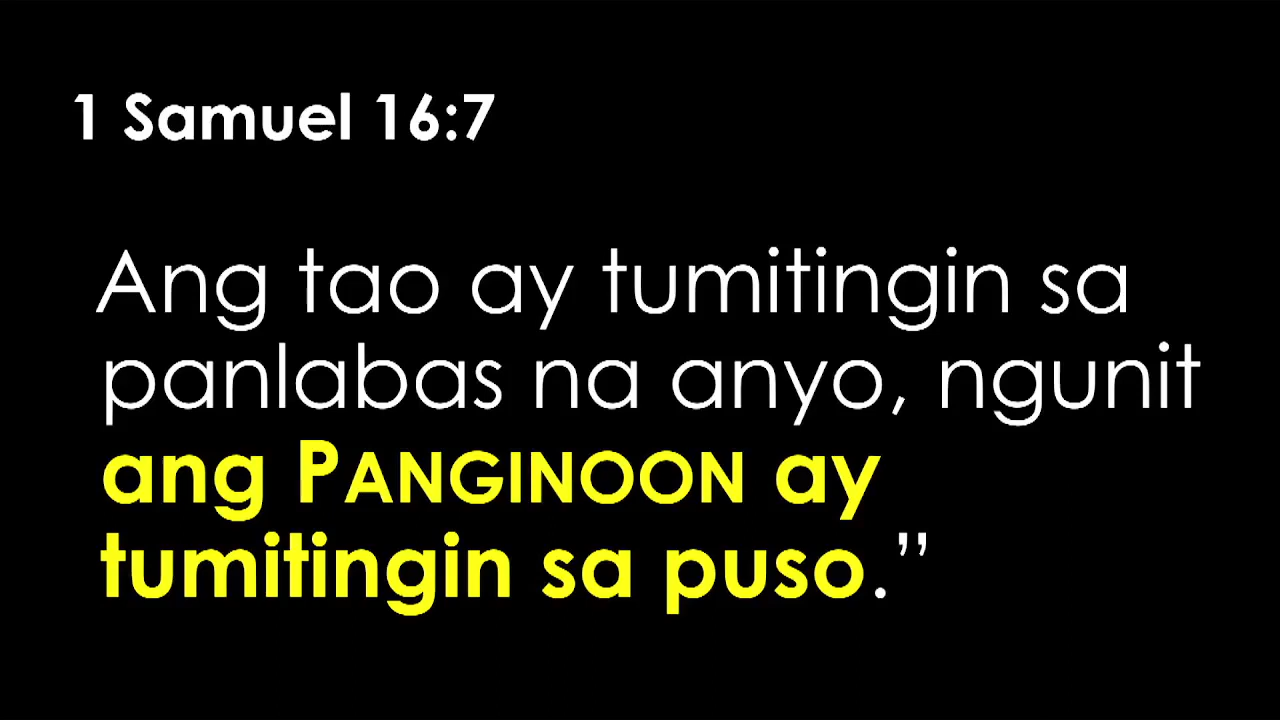 1 Samuel 16:7
Ang tao ay tumitingin sa
panlabas na anyo, ngunit
ang PANGINOON ay
tumitingin sa puso.”